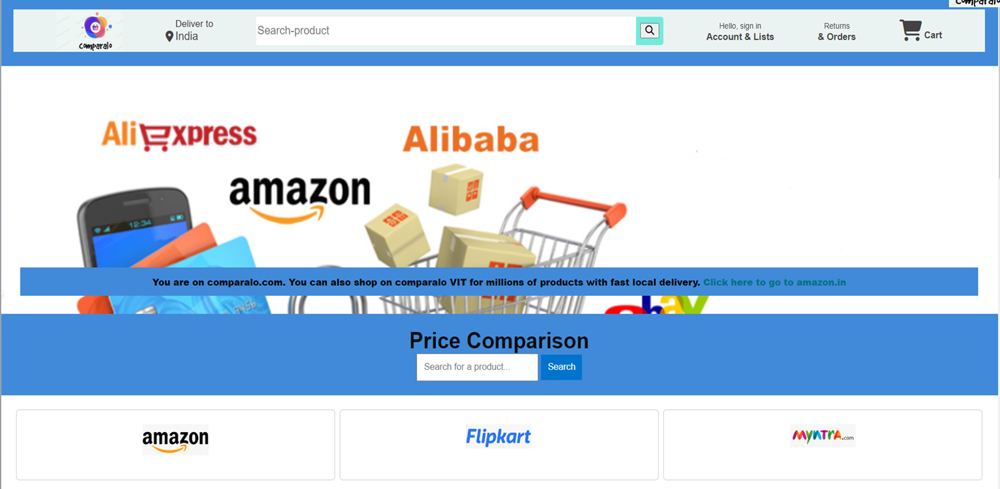 comparalo
Deliver to
India
comparalo
Search-product
Hello, sign in
Account & Lists
Returns
& Orders
Cart
AliExpress
Alibaba
amazon
12:34
You are on comparalo.com. You can also shop on comparalo VIT for millions of products with fast local delivery. Click here to go to amazon.in
3456
ebay
Price Comparison
Search for a product...
Search
amazon
Flipkart
Myntra.com